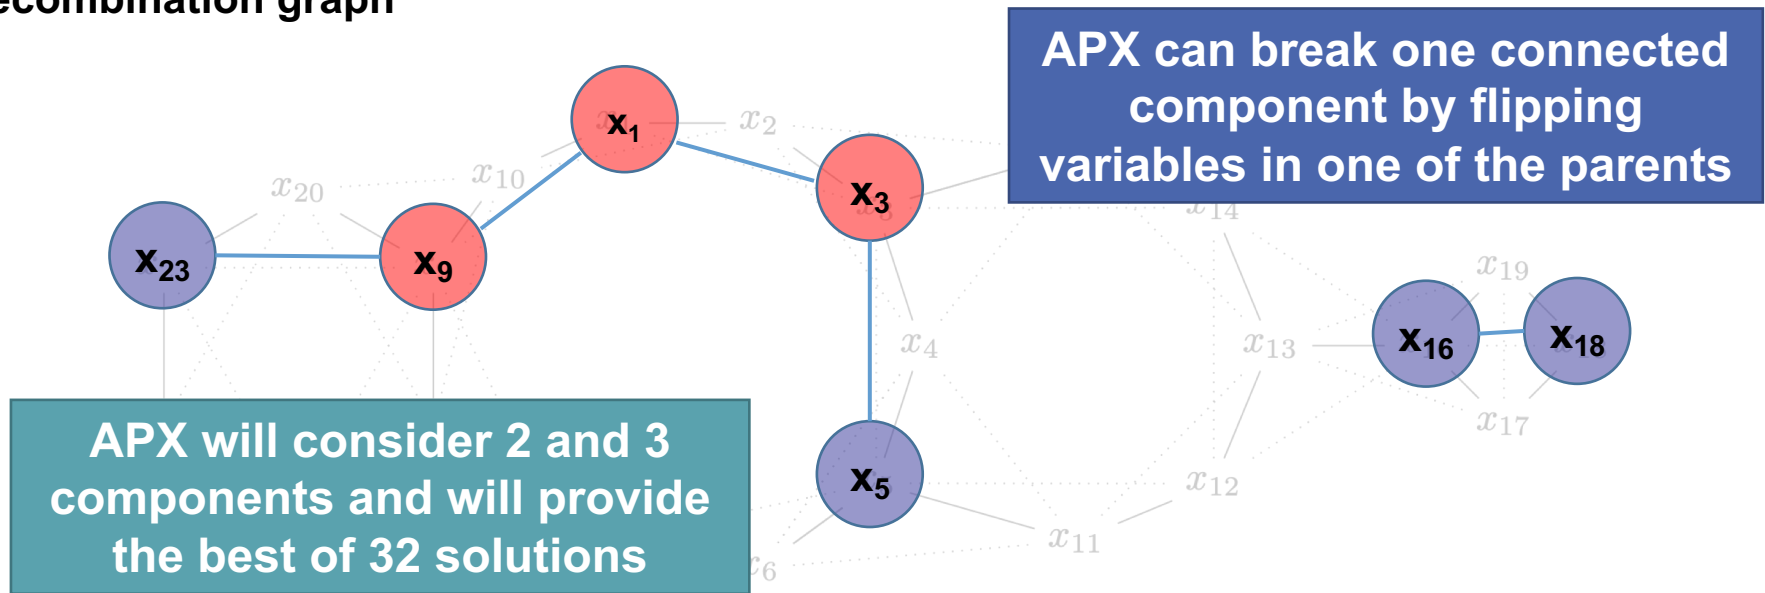 ecombination graph
APX can break one connected
component by flipping
variables in one of the parents
x1
x2
x10
x3
x20
x14
x23
x9
x19
x4
x13
x16
x18
APX will consider 2 and 3
components and will provide
the best of 32 solutions
x17
x5
x12
x11
x6